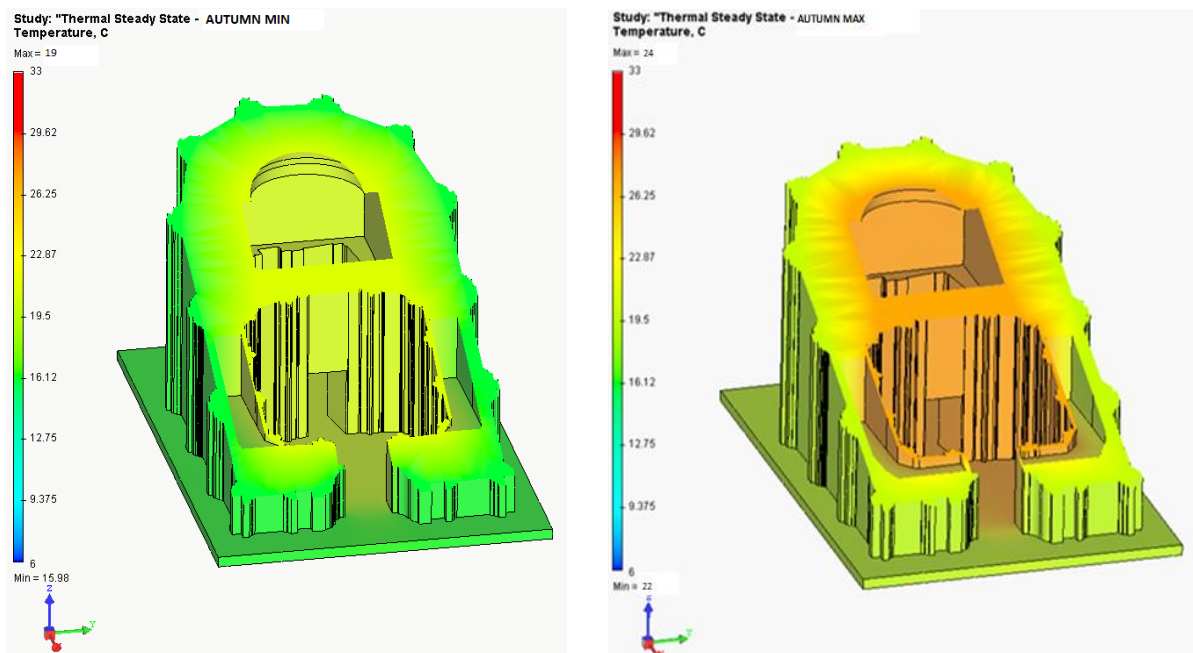 Study: "Thermal Steady State - AUTUMN MIN
Temperature, C
Max= 19
33
29.62
26.25
22.87
19.5
16.12
12.75
9.375
6
Min = 15.98
Z
Y
Study: "Thermal Steady State - AUTUMN MAX
Temperature, C
Max= 24
33
29.62
26.25
22.87
19.5
16.12
12.75
9.375
6
Min = 22
Z
Y